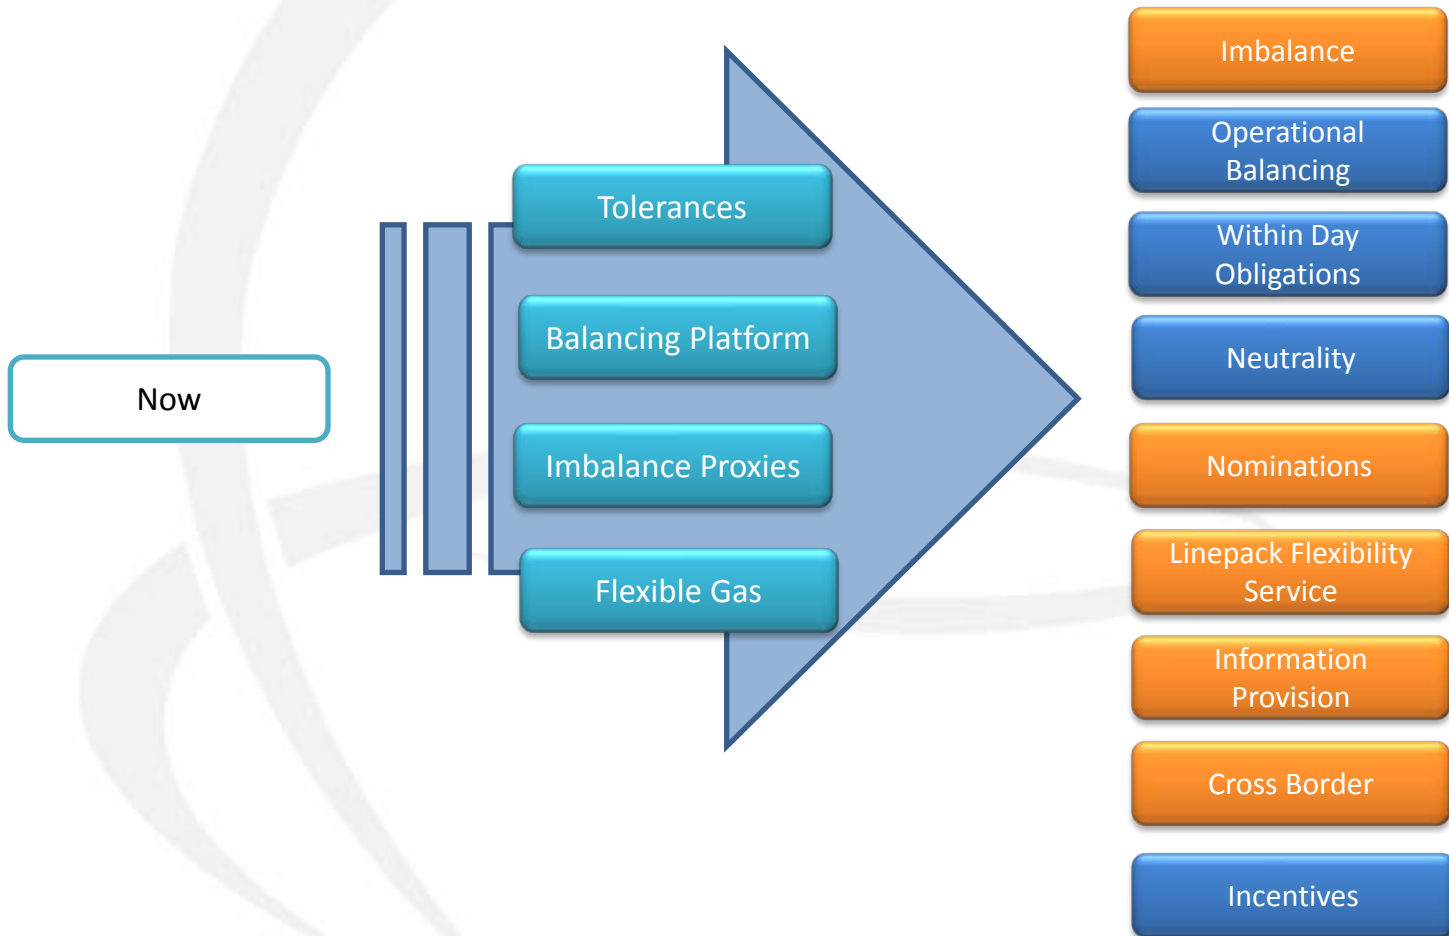 Now
Tolerances
Balancing Platform
Imbalance Proxies
Flexible Gas
Imbalance
Operational
Balancing
Within Day
Obligations
Neutrality
Nominations
Linepack Flexibility
Service
Information
Provision
Cross Border
Incentives